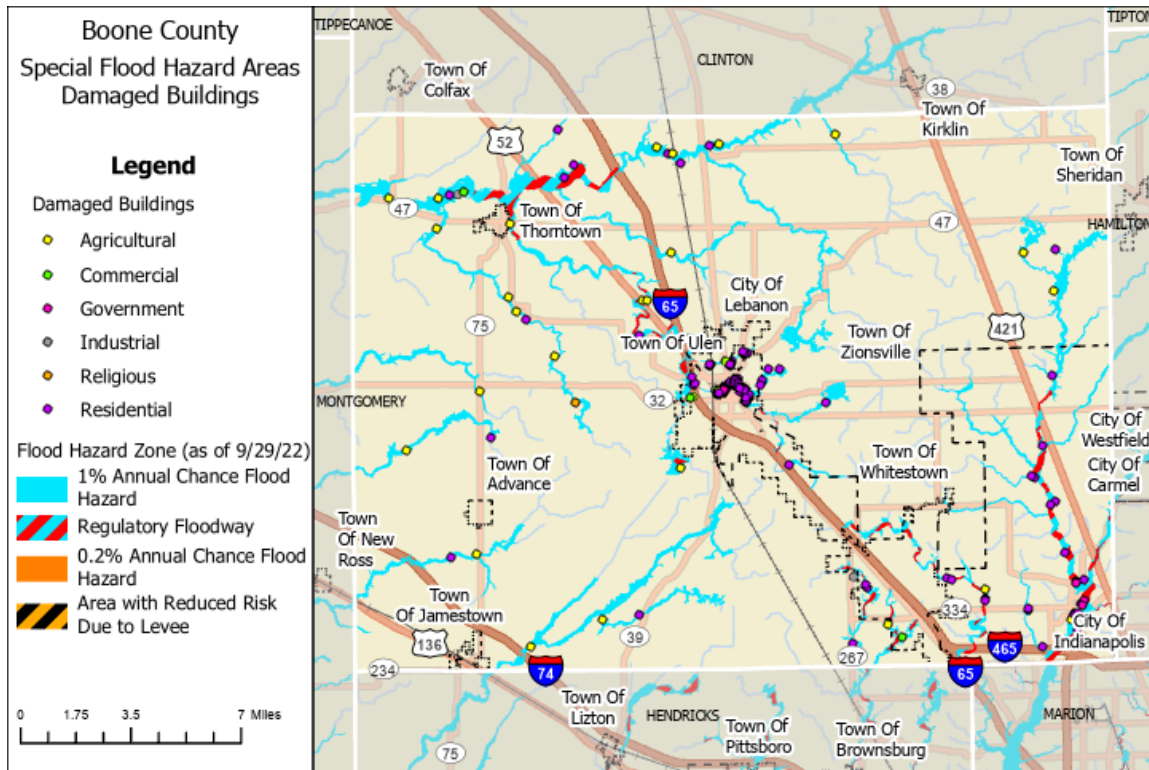 Boone County
Special Flood Hazard Areas
Damaged Buildings
Legend
Damaged Buildings
Agricultural
Commercial
Government
Industrial
Religious
Residential
Flood Hazard Zone (as of 9/29/22)
1% Annual Chance Flood
Hazard
Regulatory Floodway
0.2% Annual Chance Flood
Hazard
Area with Reduced Risk
Due to Levee
0 1.75 3.5 7 Miles
TIPPECANOE
TIPTON
CLINTON
Town Of
Colfax
38
Town Of
Kirklin
52
Town Of
Sheridan
47
Town Of
Thorntown
47
HAMILTON
65
City Of
Lebanon
75
421
Town Of Ulen
Town Of
Zionsville
MONTGOMERY
32
City Of
Westfield
Town Of
Whitestown
City Of
Carmel
Town Of
Advance
Town
Of New
Ross
Town
Of Jamestown
334
136
39
City Of
Indianapolis
465
234
267
74
65
Town Of
Lizton
HENDRICKS
MARION
Town Of
Pittsboro
Town Of
Brownsburg
75